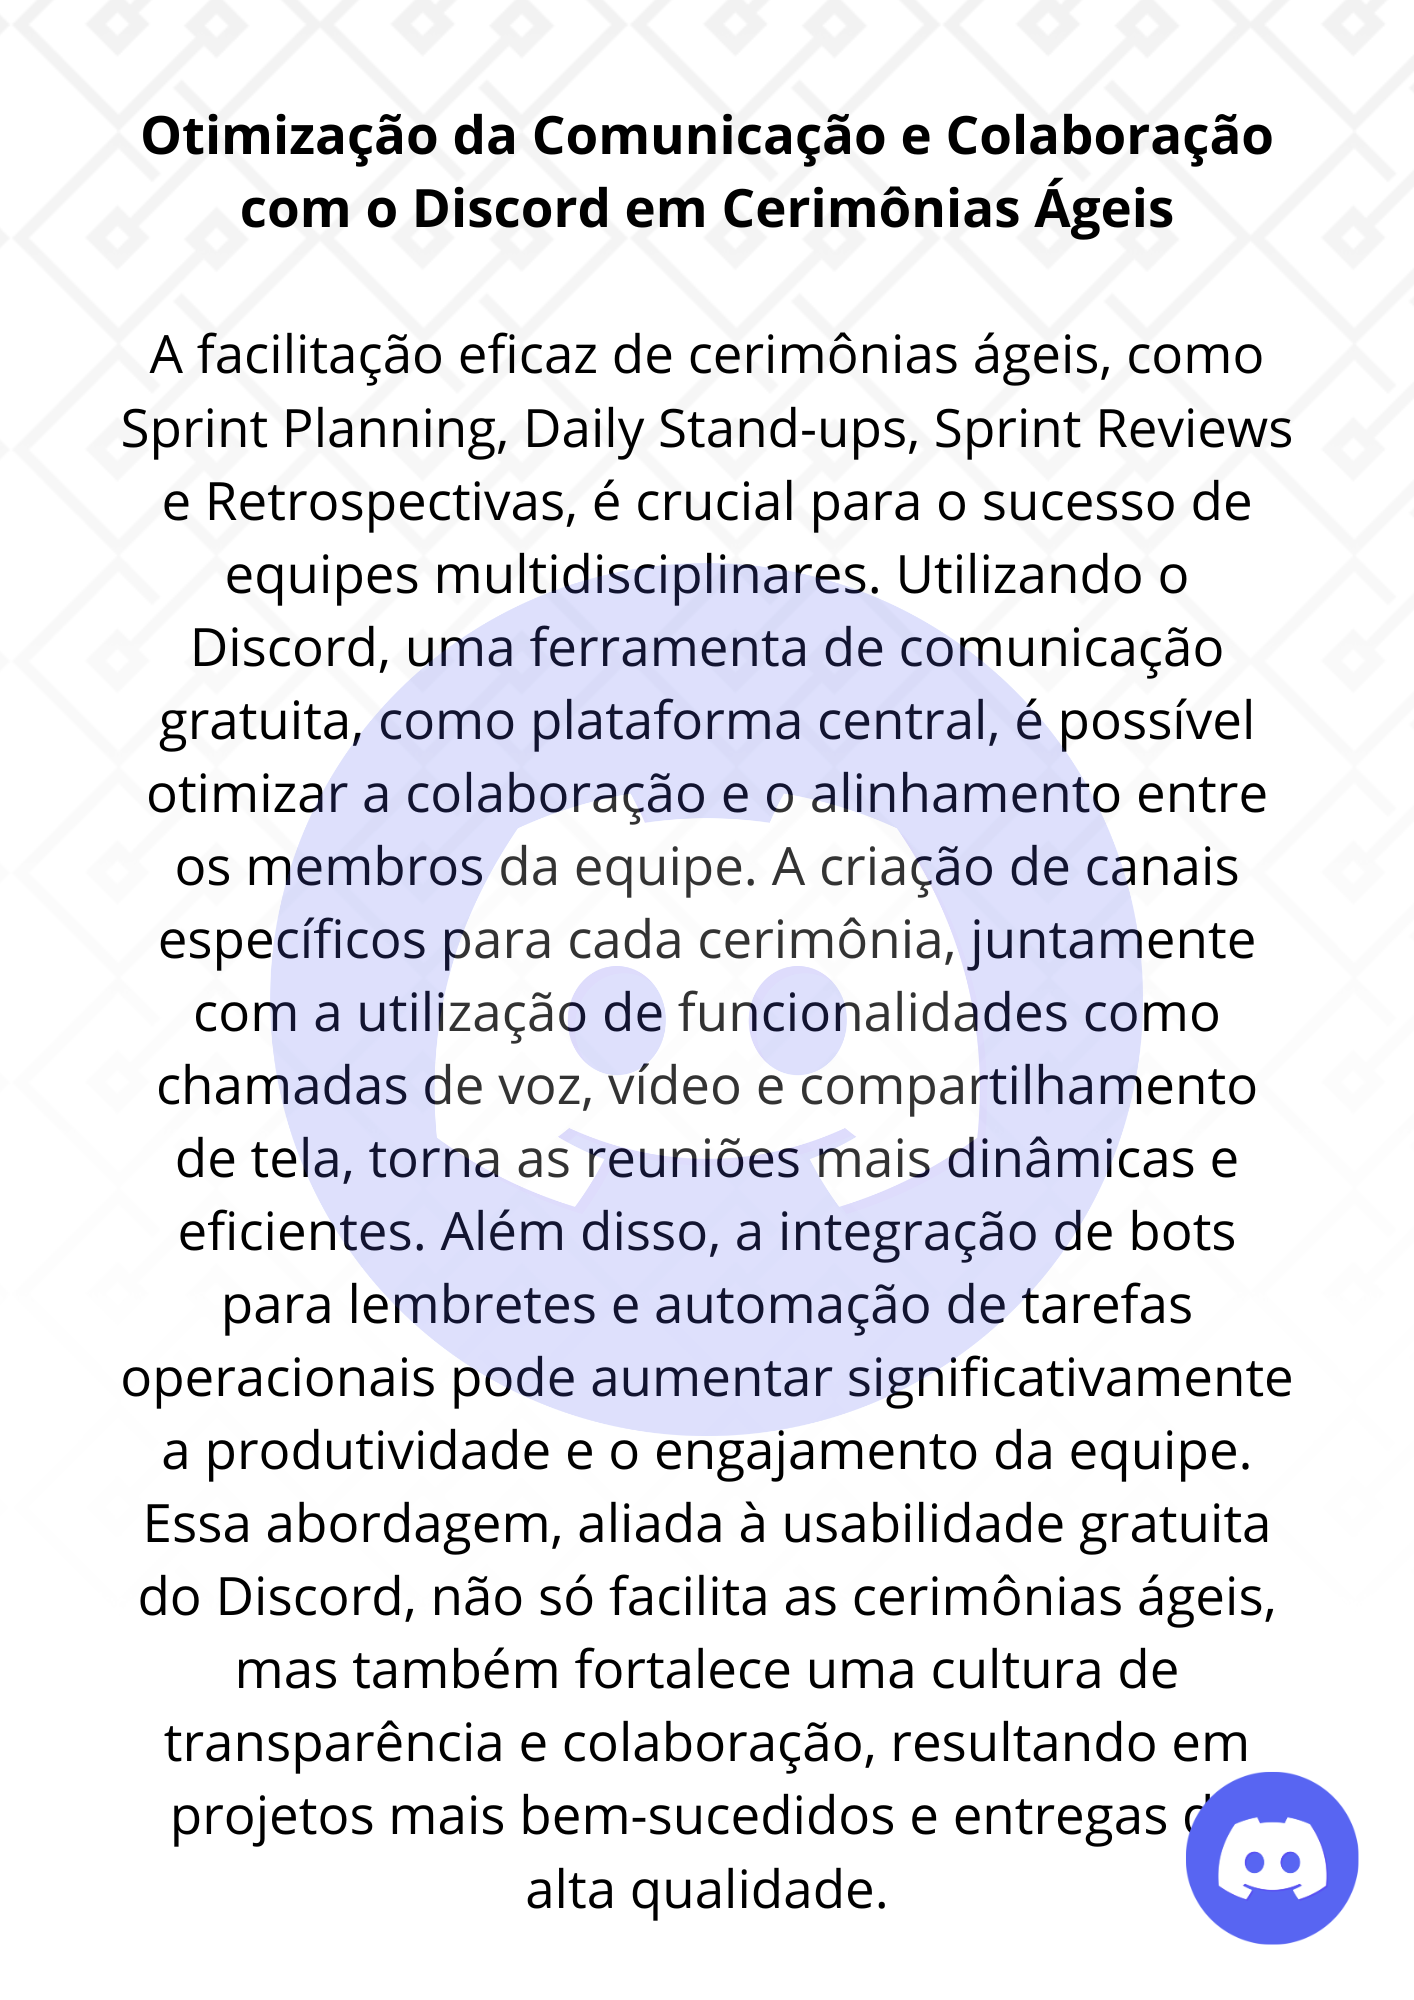 Otimização da Comunicação e Colaboração
com o Discord em Cerimônias Ágeis
A facilitação eficaz de cerimônias ágeis, como
Sprint Planning, Daily Stand-ups, Sprint Reviews
e Retrospectivas, é crucial para o sucesso de
equipes multidisciplinares. Utilizando o
Discord, uma ferramenta de comunicação
gratuita, como plataforma central, é possível
otimizar a colaboração e o alinhamento entre
os membros da equipe. A criação de canais
específicos para cada cerimônia, juntamente
com a utilização de funcionalidades como
chamadas de voz, vídeo e compartilhamento
de tela, torna as reuniões mais dinâmicas e
eficientes. Além disso, a integração de bots
para lembretes e automação de tarefas
operacionais pode aumentar significativamente
a produtividade e o engajamento da equipe.
Essa abordagem, aliada à usabilidade gratuita
do Discord, não só facilita as cerimônias ágeis,
mas também fortalece uma cultura de
transparência e colaboração, resultando em
projetos mais bem-sucedidos e entregas
alta qualidade.